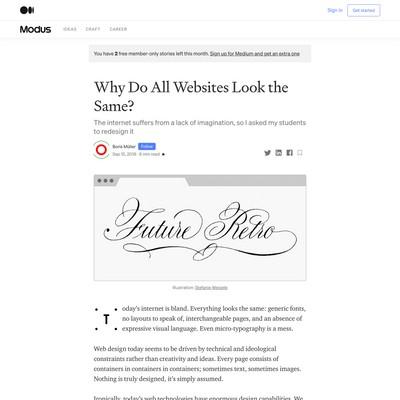 Sign in
Get started
Modus
IDEAS
CRAFT
CAREER
You have 2 free member-only stories left this month. Sign up for Medium and get an extra one
Why Do All Websites Look the
Same?
The internet suffers from a lack of imagination, so I asked my students
to redesign it
Boris Müller
Follow
Sep 10, 2018 · 8 min read
Future Retro
Illustration:
Today's internet is bland. Everything looks the same: generic fonts,
no layouts to speak of, interchangeable pages, and an absence of
expressive visual language. Even micro-typography is a mess.
Web design today seems to be driven by technical and ideological
constraints rather than creativity and ideas. Every page consists of
containers in containers in containers; sometimes text, sometimes images.
Nothing is truly designed, it's simply assumed.
Ironically, today's web technologies have enormous design capabilities. We